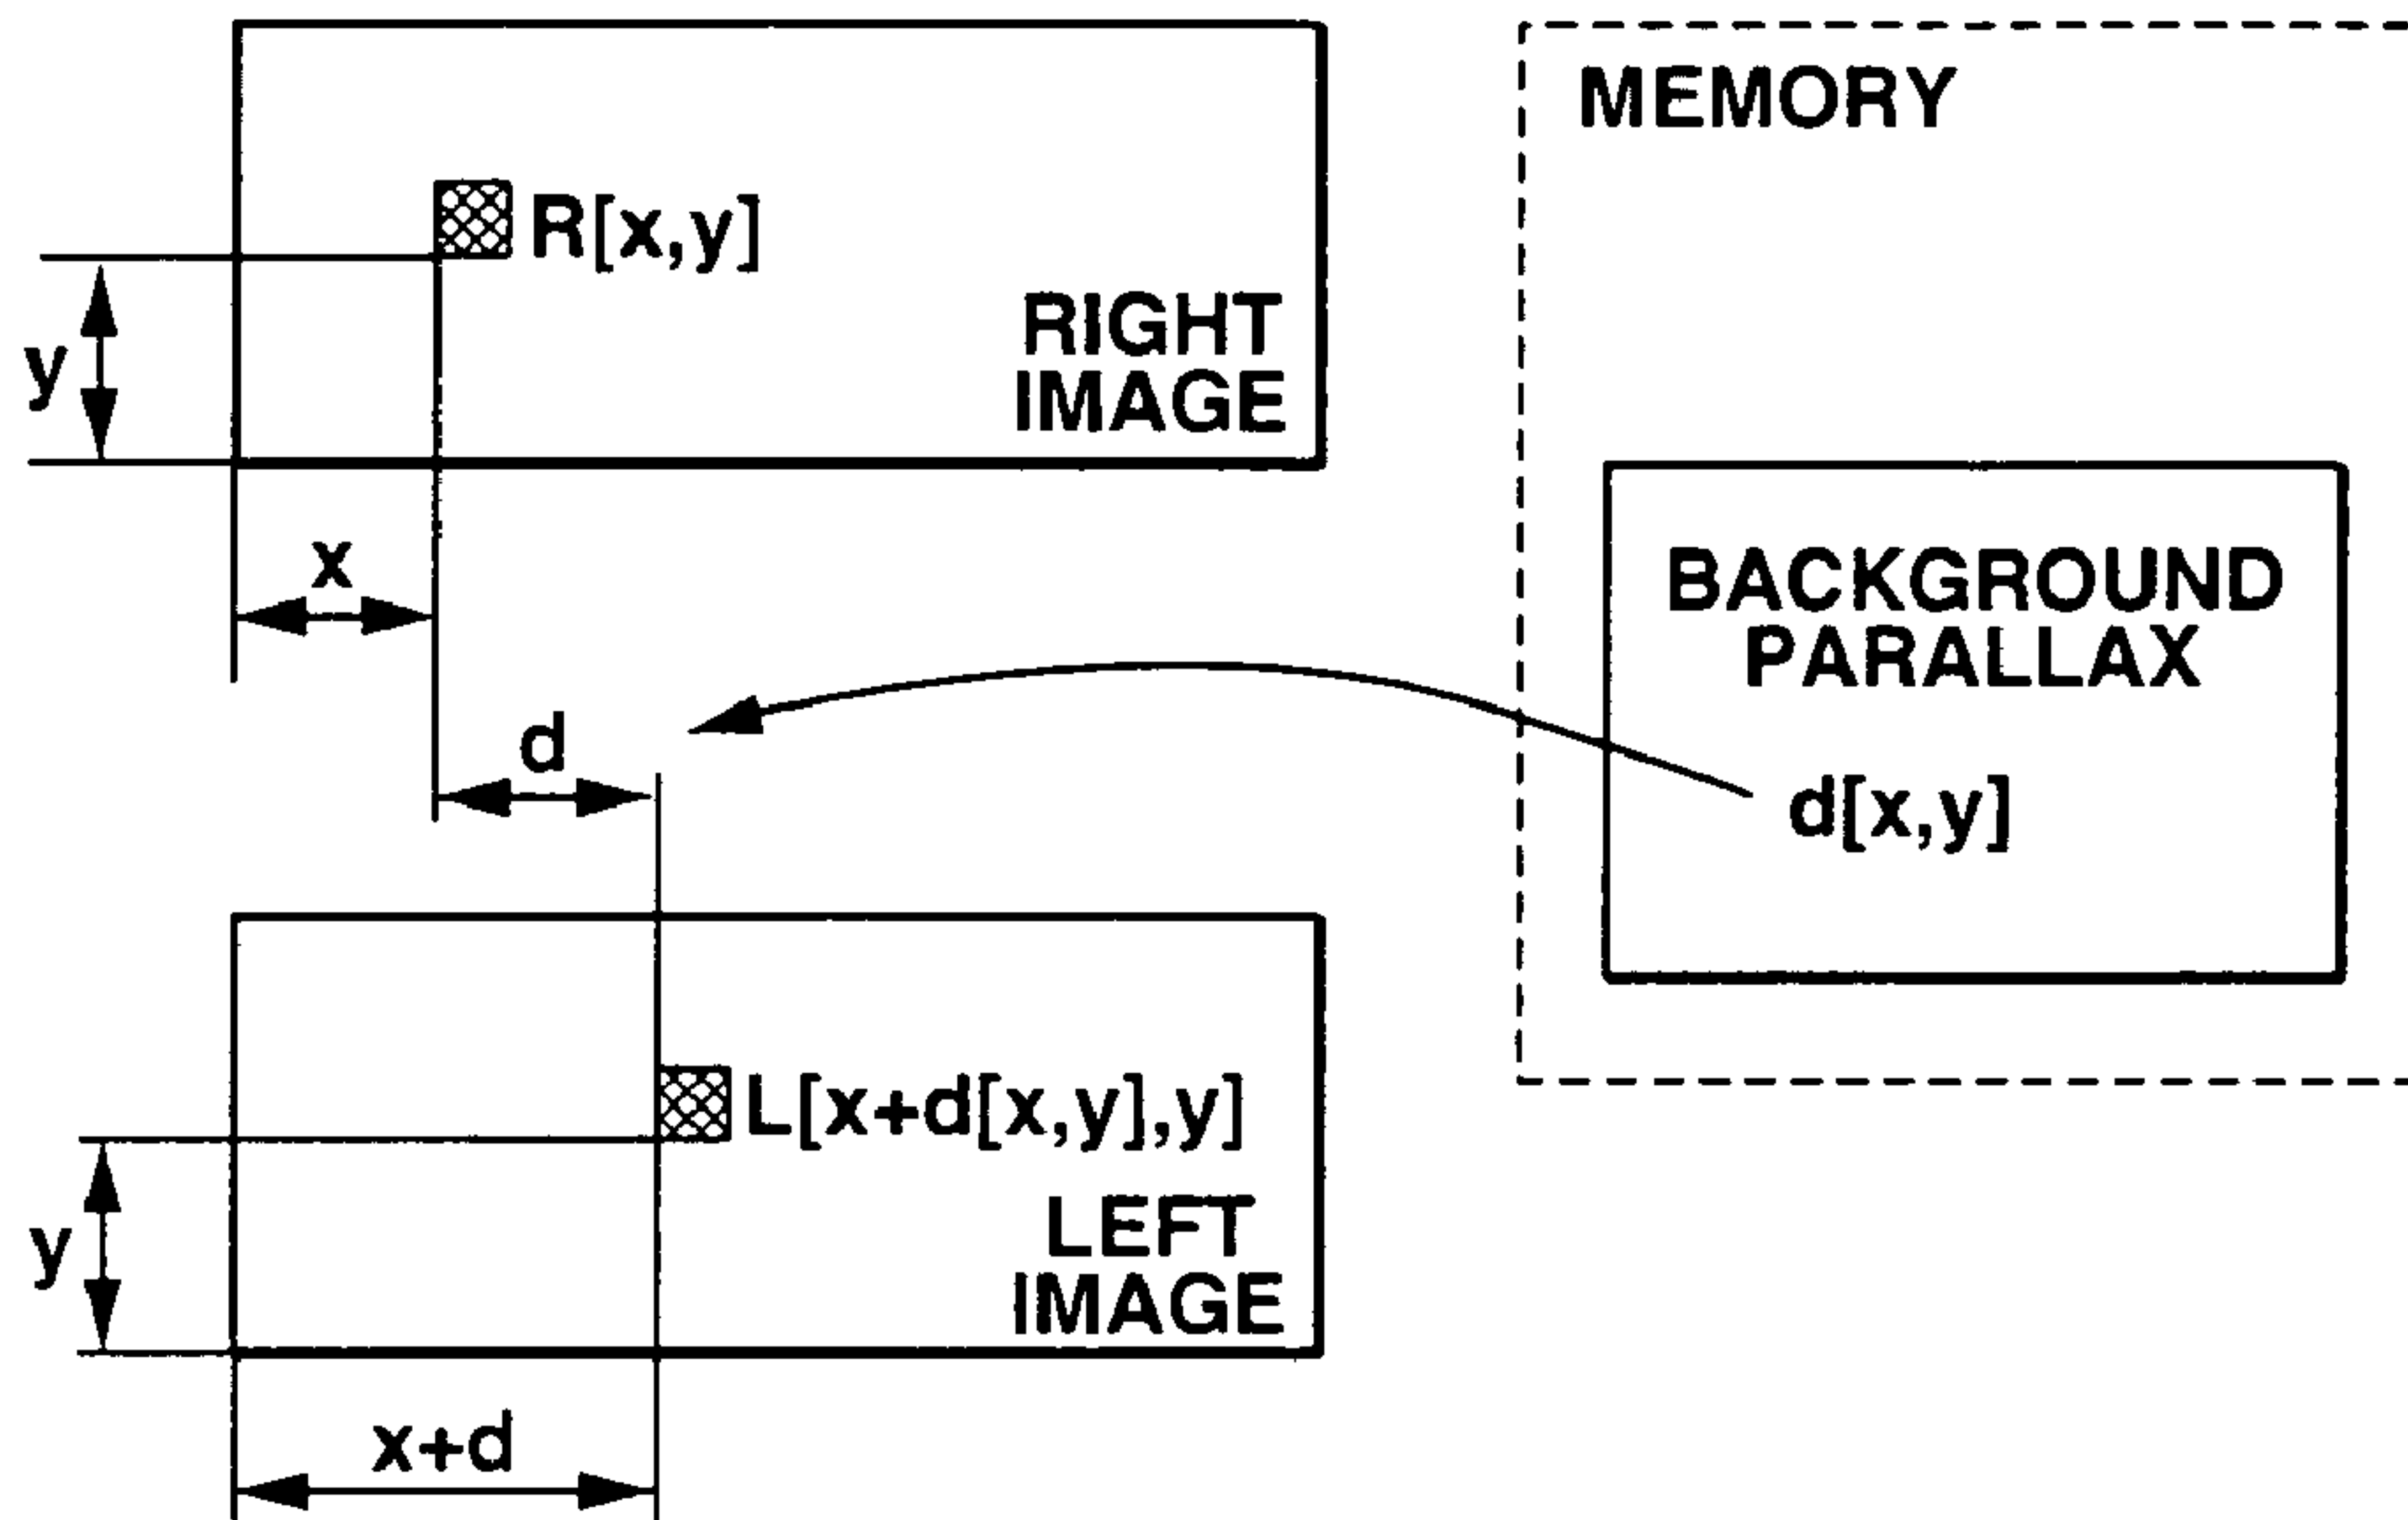 R[x,y]
RIGHT
IMAGE
y
x
d
L[x+d[x,y],y]
LEFT
IMAGE
y
x+d
MEMORY
BACKGROUND
PARALLAX
d[x,y]